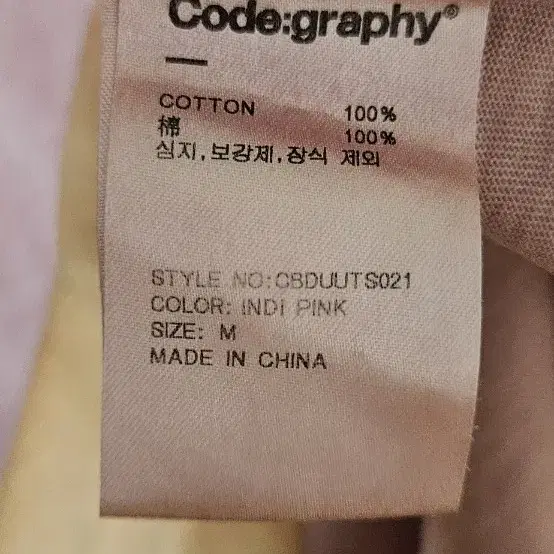 Code:graphy®
COTTON 100%
棉 100%
심지,보강제,장식 제외
STYLE NO:CBDUUTS021
COLOR: INDI PINK
SIZE: M
MADE IN CHINA